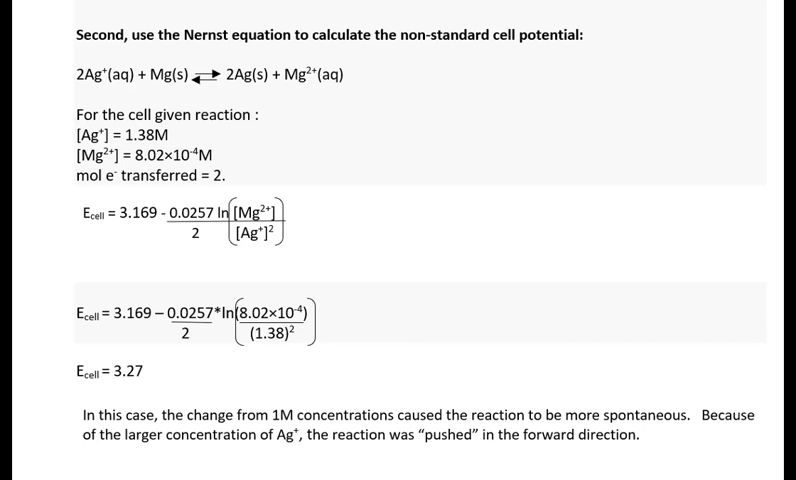 Second, use the Nernst equation to calculate the non-standard cell potential:
2Ag⁺(aq) + Mg(s) ⇌ 2Ag(s) + Mg²⁺(aq)
For the cell given reaction :
[Ag⁺] = 1.38M
[Mg²⁺] = 8.02×10⁻⁴M
mol e⁻ transferred = 2.
Ecell = 3.169 - 0.0257 ln([Mg²⁺])
2 [Ag⁺]²
Ecell = 3.169 – 0.0257*ln(8.02×10⁻⁴)
2 (1.38)²
Ecell = 3.27
In this case, the change from 1M concentrations caused the reaction to be more spontaneous. Because
of the larger concentration of Ag⁺, the reaction was “pushed” in the forward direction.